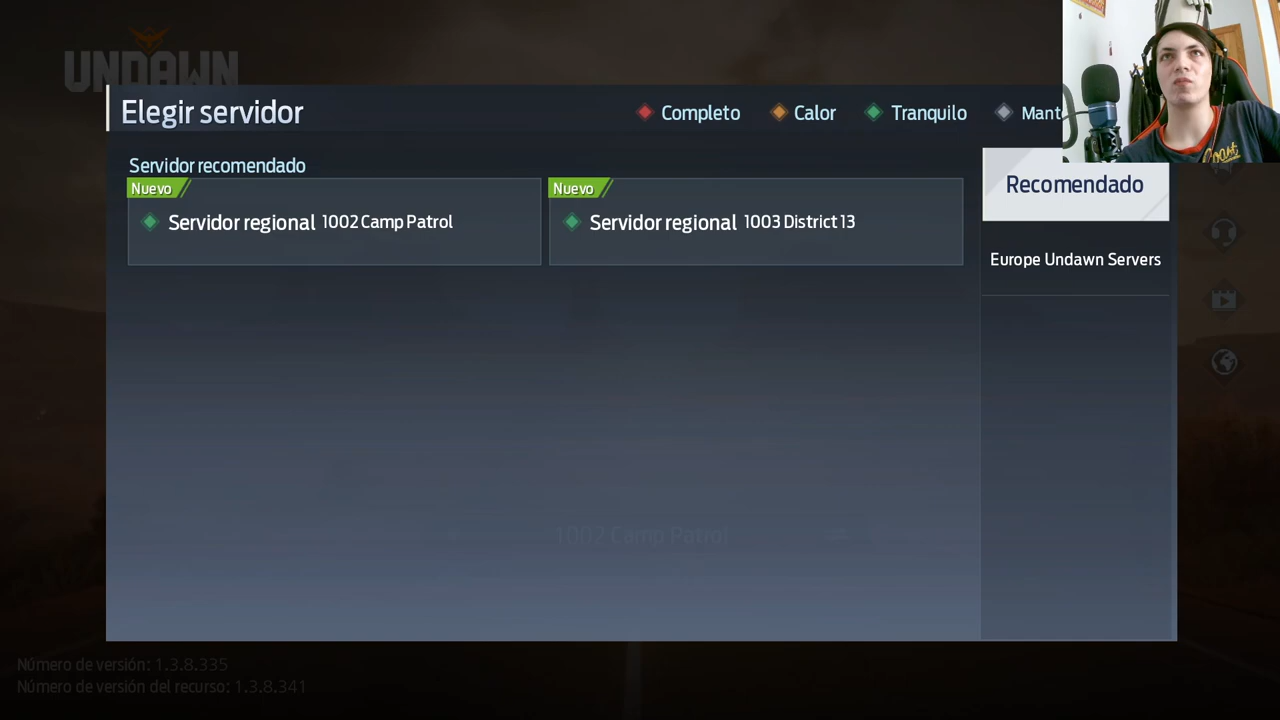 UNDAWN
Elegir servidor
Completo
Calor
Tranquilo
Servidor recomendado
Nuevo
Servidor regional 1002 Camp Patrol
Nuevo
Servidor regional 1003 District 13
Recomendado
Europe Undawn Servers
1002 Camp Patrol
Número de versión: 1.3.8.335
Número de versión del recurso: 1.3.8.341